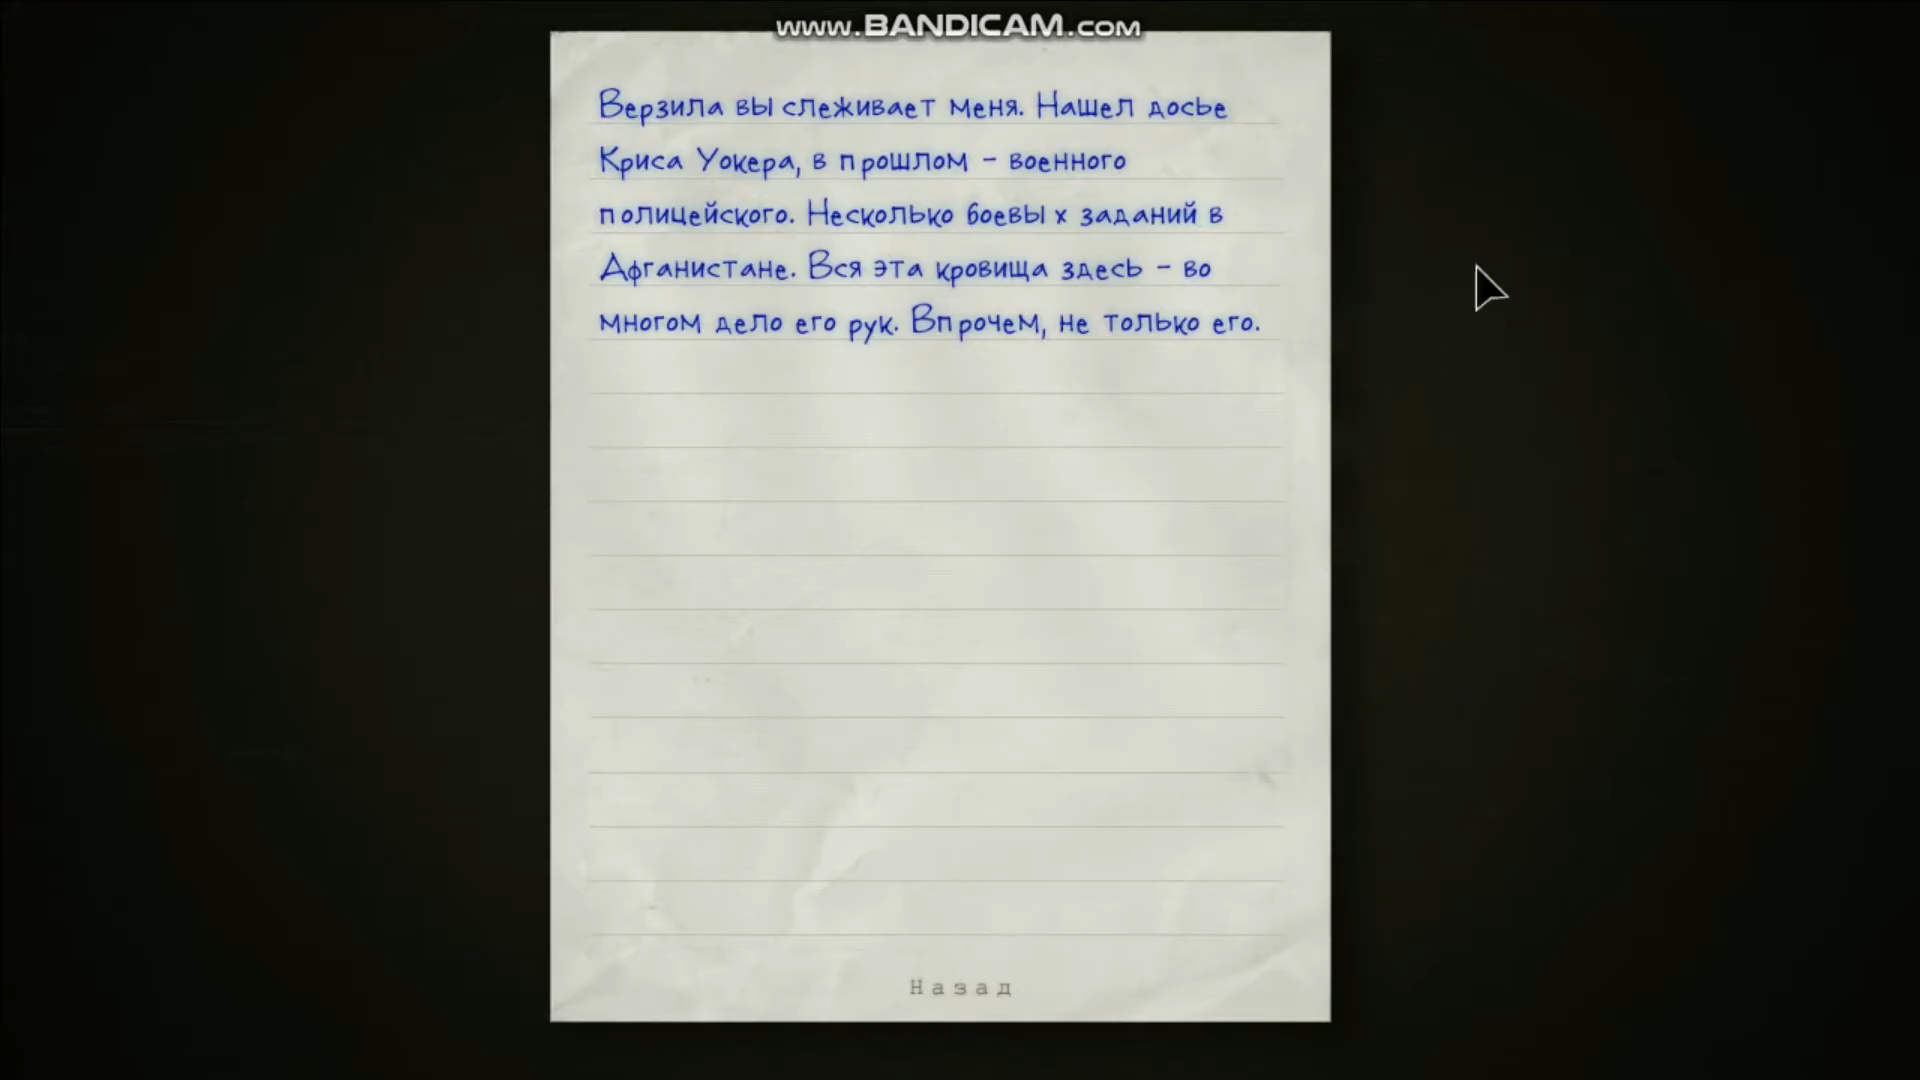 www.BANDICAM.com
Верзила выслеживает меня. Нашел досье
Криса Уокера, в прошлом - военного
полицейского. Несколько боевых заданий в
Афганистане. Вся эта кровища здесь - во
многом дело его рук. Впрочем, не только его.
Назад